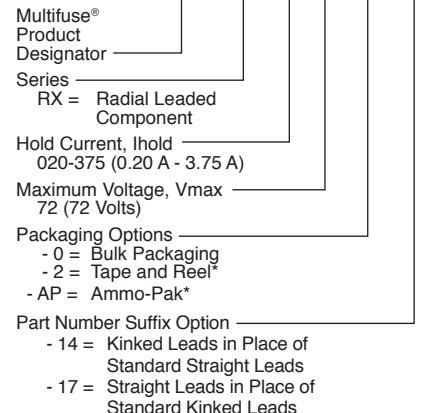 Multifuse®
Product
Designator
Series
RX = Radial Leaded
Component
Hold Current, Ihold
020-375 (0.20 A - 3.75 A)
Maximum Voltage, Vmax
72 (72 Volts)
Packaging Options
- 0 = Bulk Packaging
- 2 = Tape and Reel*
- AP = Ammo-Pak*
Part Number Suffix Option
- 14 = Kinked Leads in Place of
Standard Straight Leads
- 17 = Straight Leads in Place of
Standard Kinked Leads